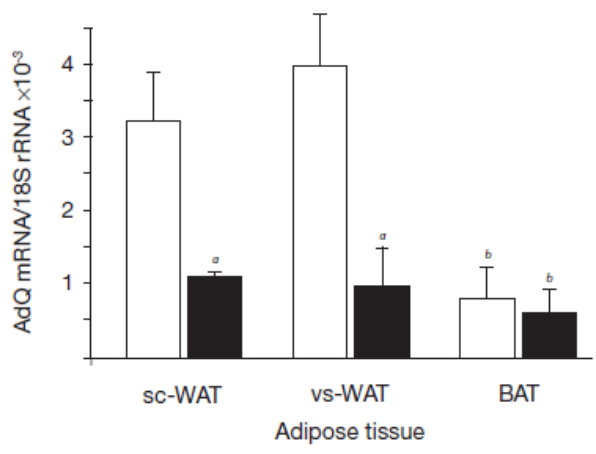 AdQ mRNA/18S rRNA ×10⁻³
4
3
2
1
a
a
b
b
sc-WAT vs-WAT BAT
Adipose tissue